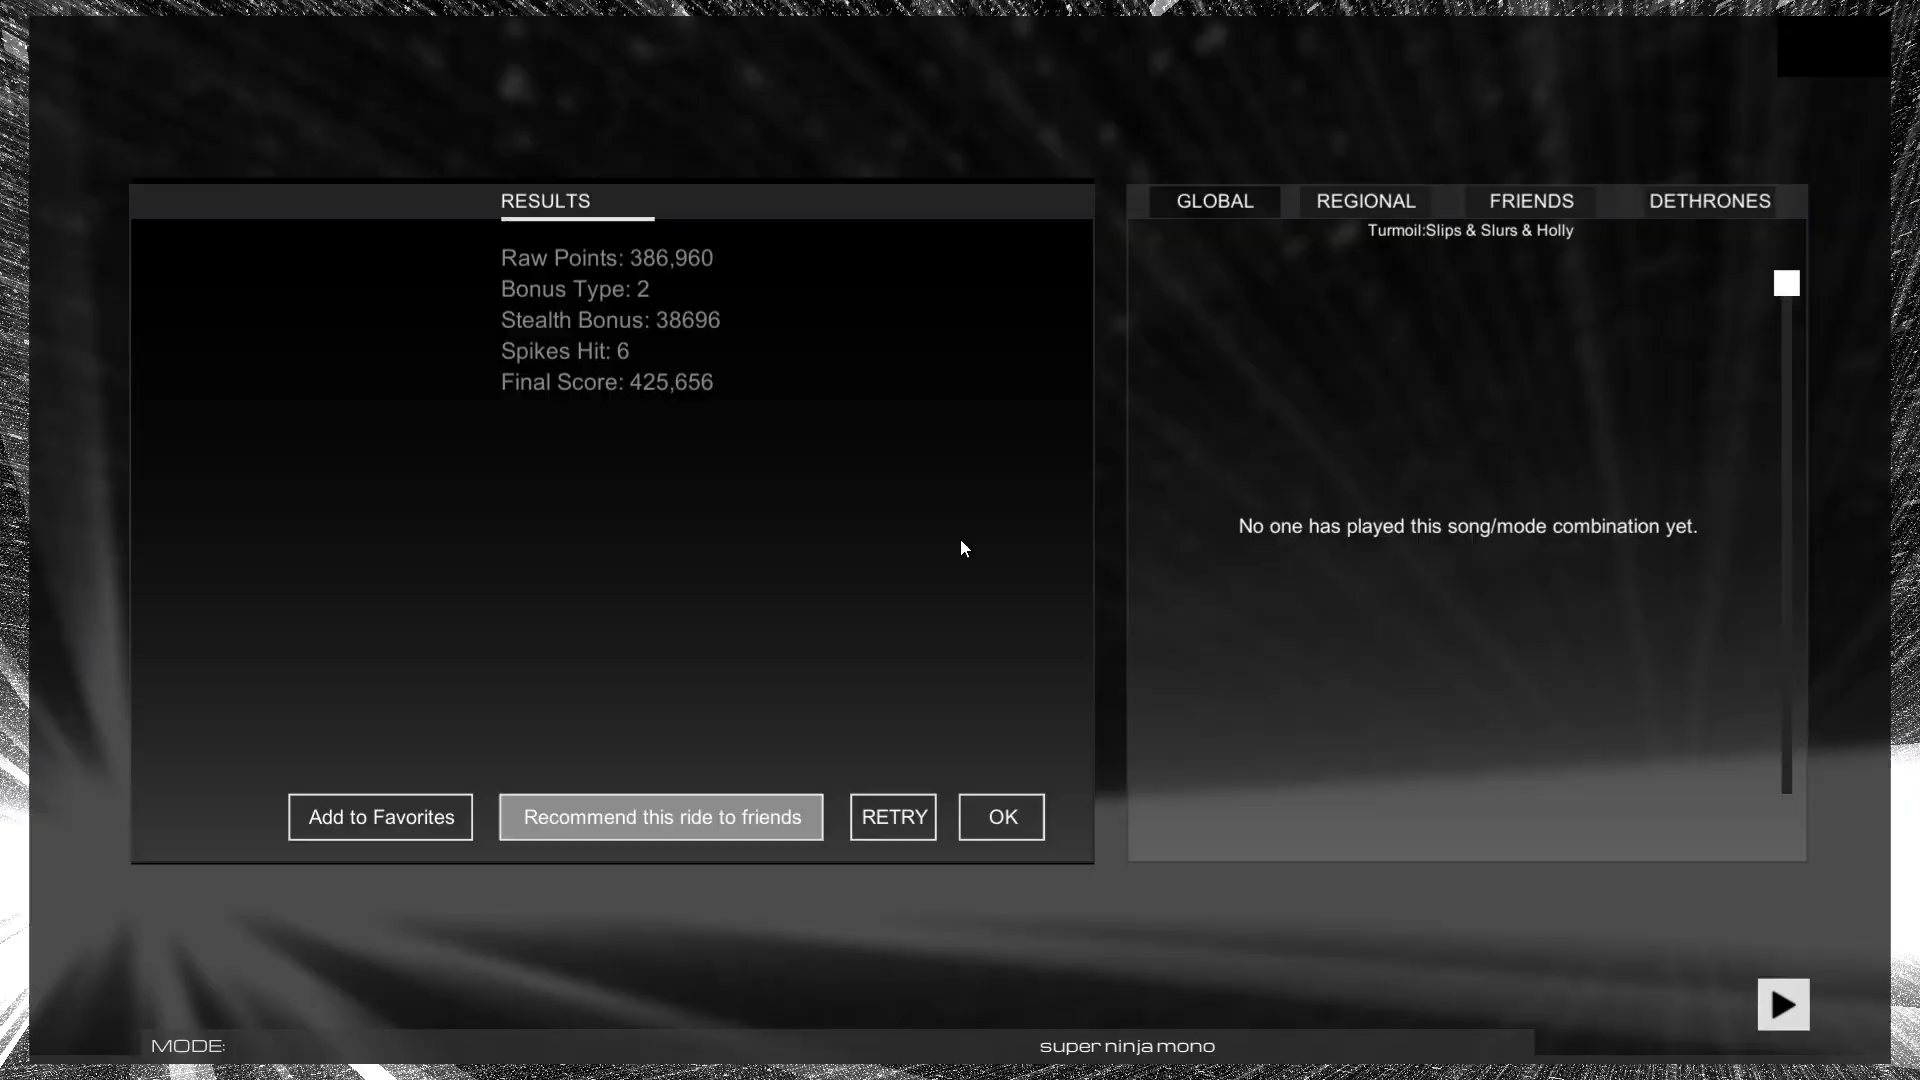 RESULTS
Raw Points: 386,960
Bonus Type: 2
Stealth Bonus: 38696
Spikes Hit: 6
Final Score: 425,656
Add to Favorites
Recommend this ride to friends
RETRY
OK
GLOBAL REGIONAL FRIENDS DETHRONES
Turmoil:Slips & Slurs & Holly
No one has played this song/mode combination yet.
MODE: super ninja mono